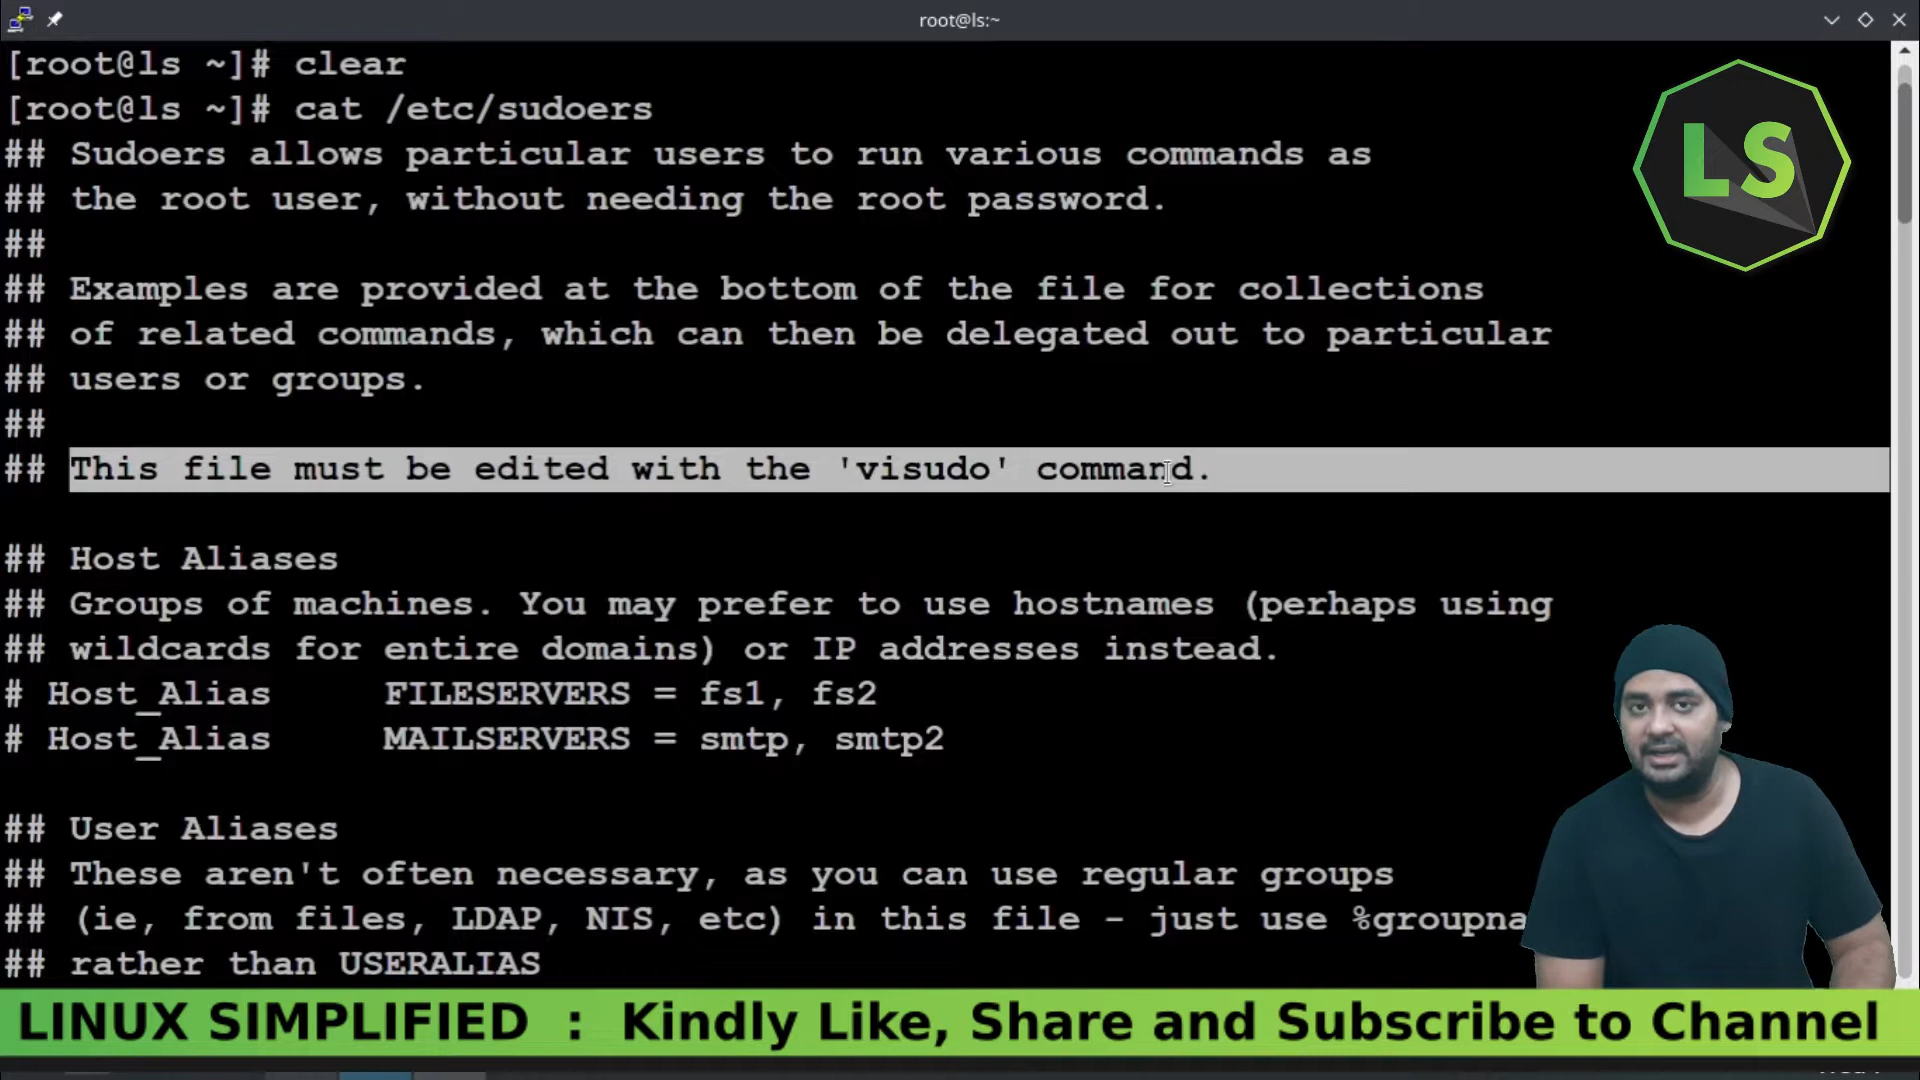 root@ls:~
[root@ls ~]# clear
[root@ls ~]# cat /etc/sudoers
## Sudoers allows particular users to run various commands as
## the root user, without needing the root password.
##
## Examples are provided at the bottom of the file for collections
## of related commands, which can then be delegated out to particular
## users or groups.
##
## This file must be edited with the 'visudo' command.
## Host Aliases
## Groups of machines. You may prefer to use hostnames (perhaps using
## wildcards for entire domains) or IP addresses instead.
# Host_Alias     FILESERVERS = fs1, fs2
# Host_Alias     MAILSERVERS = smtp, smtp2
## User Aliases
## These aren't often necessary, as you can use regular groups
## (ie, from files, LDAP, NIS, etc) in this file - just use %groupna
## rather than USERALIAS
LS
LINUX SIMPLIFIED : Kindly Like, Share and Subscribe to Channel